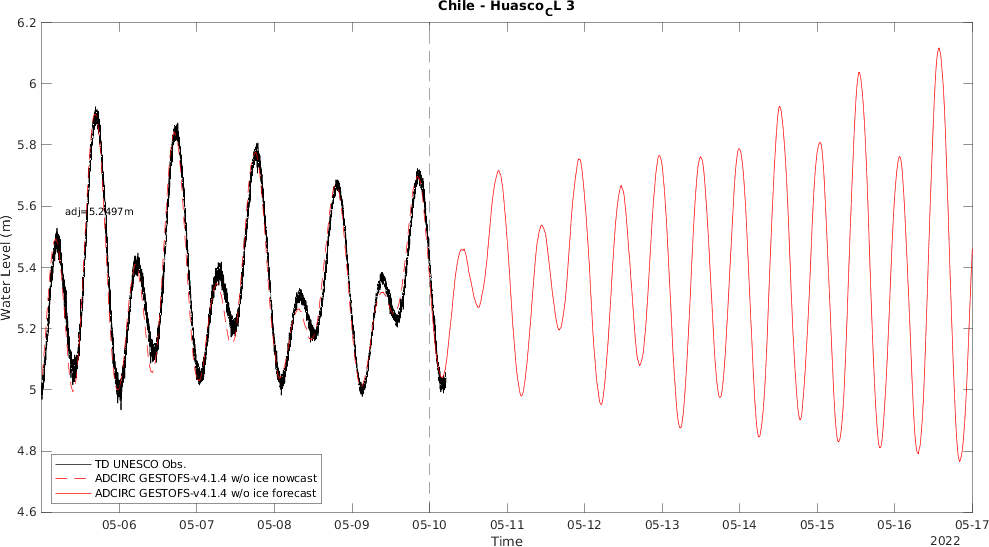 Chile - HuascoCL 3
Water Level (m)
6.2
6
5.8
5.6
5.4
5.2
5
4.8
4.6
adj=5.2497m
TD UNESCO Obs.
ADCIRC GESTOFS-v4.1.4 w/o ice nowcast
ADCIRC GESTOFS-v4.1.4 w/o ice forecast
05-06 05-07 05-08 05-09 05-10 05-11 05-12 05-13 05-14 05-15 05-16 05-17
Time
2022